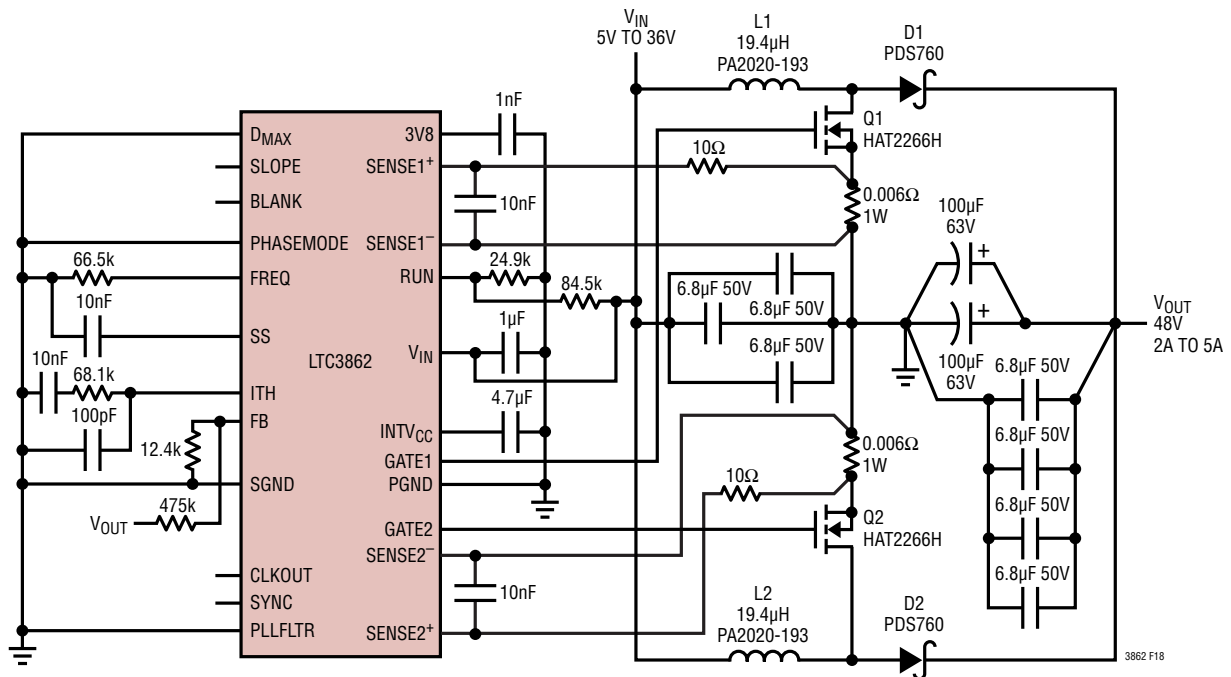 VIN
5V TO 36V
L1
19.4µH
PA2020-193
D1
PDS760
Q1
HAT2266H
1nF
DMAX
3V8
SLOPE
SENSE1+
10Ω
BLANK
10nF
0.006Ω
1W
PHASEMODE
SENSE1–
66.5k
FREQ
RUN
24.9k
84.5k
10nF
SS
1µF
VIN
LTC3862
6.8µF 50V
6.8µF 50V
6.8µF 50V
100µF
63V
+
+
100µF
63V
VOUT
48V
2A TO 5A
10nF
68.1k
ITH
100pF
FB
4.7µF
INTVCC
12.4k
GATE1
SGND
PGND
475k
VOUT
GATE2
10Ω
0.006Ω
1W
Q2
HAT2266H
6.8µF 50V
6.8µF 50V
6.8µF 50V
6.8µF 50V
SENSE2–
CLKOUT
10nF
SYNC
PLLFLTR
SENSE2+
L2
19.4µH
PA2020-193
D2
PDS760
3862 F18